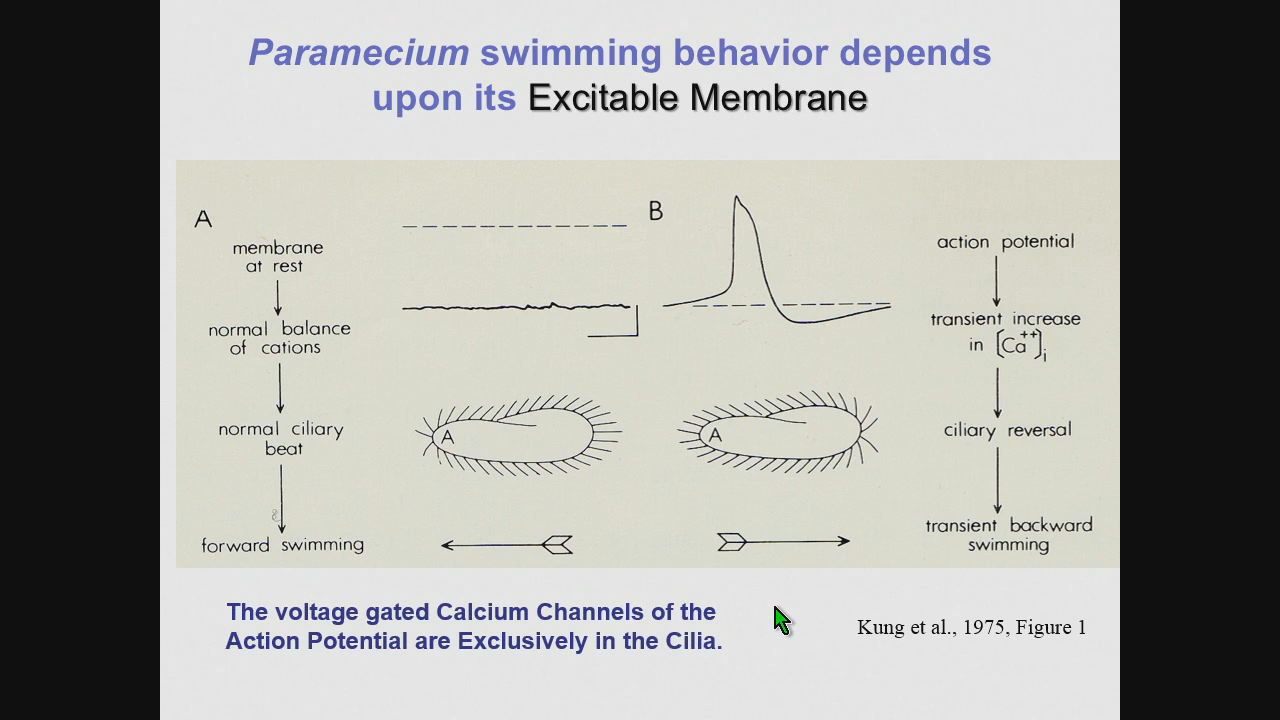 Paramecium swimming behavior depends
upon its Excitable Membrane
A
membrane
at rest
normal balance
of cations
normal ciliary
beat
forward swimming
A
B
A
action potential
transient increase
in [Ca++]i
ciliary reversal
transient backward
swimming
The voltage gated Calcium Channels of the
Action Potential are Exclusively in the Cilia.
Kung et al., 1975, Figure 1